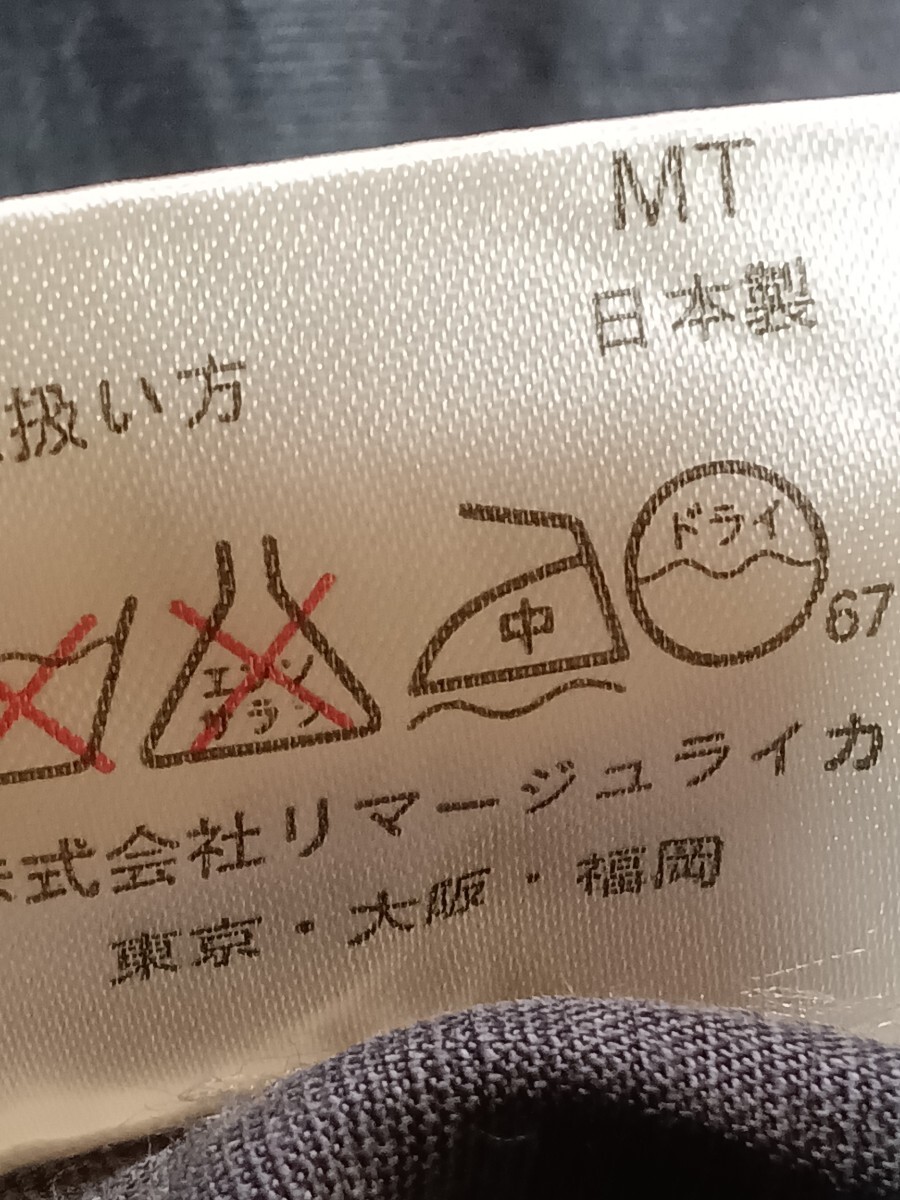 MT
日本製
扱い方
エンソ
サラシ
中
ドライ
67
株式会社リマージュライカ
東京・大阪・福岡